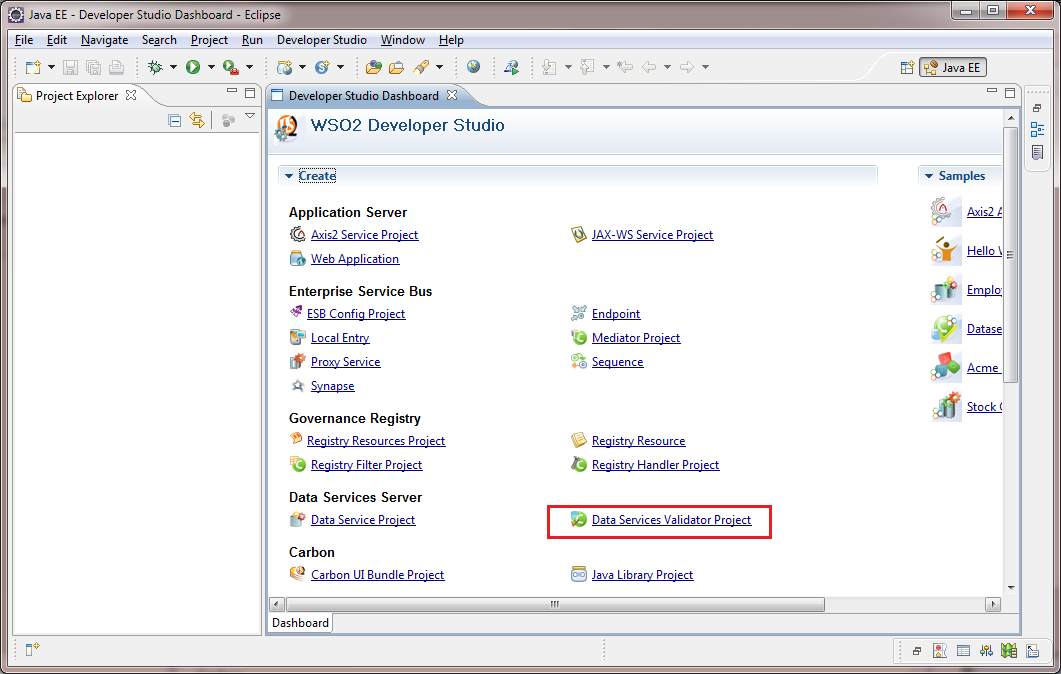 Java EE - Developer Studio Dashboard - Eclipse
File Edit Navigate Search Project Run Developer Studio Window Help
Java EE
Project Explorer
Developer Studio Dashboard
WSO2 Developer Studio
Create
Samples
Application Server
Axis2 Service Project
JAX-WS Service Project
Web Application
Enterprise Service Bus
ESB Config Project
Endpoint
Local Entry
Mediator Project
Proxy Service
Sequence
Synapse
Governance Registry
Registry Resources Project
Registry Resource
Registry Filter Project
Registry Handler Project
Data Services Server
Data Service Project
Data Services Validator Project
Carbon
Carbon UI Bundle Project
Java Library Project
Axis2 A
Hello
Emplo
Datase
Acme
Stock
Dashboard